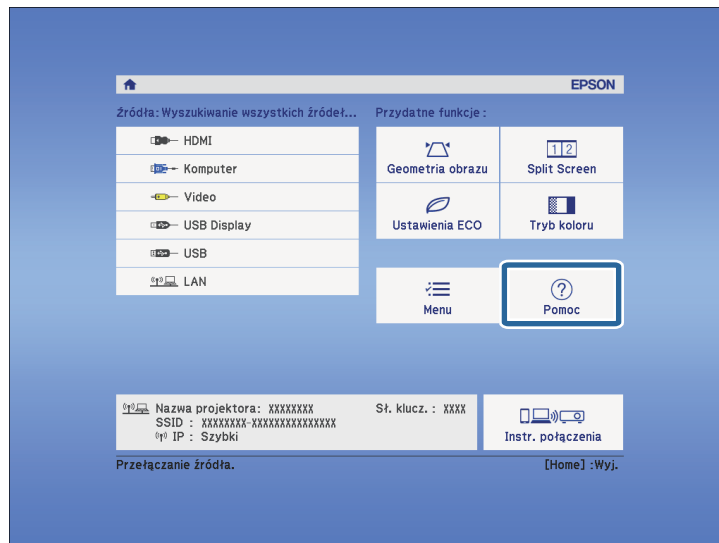 EPSON
Źródła: Wyszukiwanie wszystkich źródeł...
HDMI
Komputer
Video
USB Display
USB
LAN
Przydatne funkcje :
Geometria obrazu
1 2
Split Screen
Ustawienia ECO
Tryb koloru
Menu
?
Pomoc
Nazwa projektora: XXXXXXXX
Sł. klucz. : XXXX
SSID : XXXXXXXX-XXXXXXXXXXXXXXX
IP : Szybki
Instr. połączenia
Przełączanie źródła.
[Home] :Wyj.